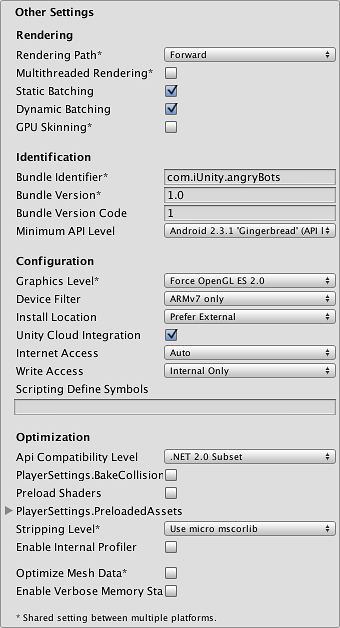 Other Settings
Rendering
Rendering Path* Forward
Multithreaded Rendering*
Static Batching
Dynamic Batching
GPU Skinning*
Identification
Bundle Identifier* com.iUnity.angryBots
Bundle Version* 1.0
Bundle Version Code 1
Minimum API Level Android 2.3.1 'Gingerbread' (API l
Configuration
Graphics Level* Force OpenGL ES 2.0
Device Filter ARMv7 only
Install Location Prefer External
Unity Cloud Integration
Internet Access Auto
Write Access Internal Only
Scripting Define Symbols
Optimization
Api Compatibility Level .NET 2.0 Subset
PlayerSettings.BakeCollision
Preload Shaders
PlayerSettings.PreloadedAssets
Stripping Level* Use micro mscorlib
Enable Internal Profiler
Optimize Mesh Data*
Enable Verbose Memory Sta
* Shared setting between multiple platforms.